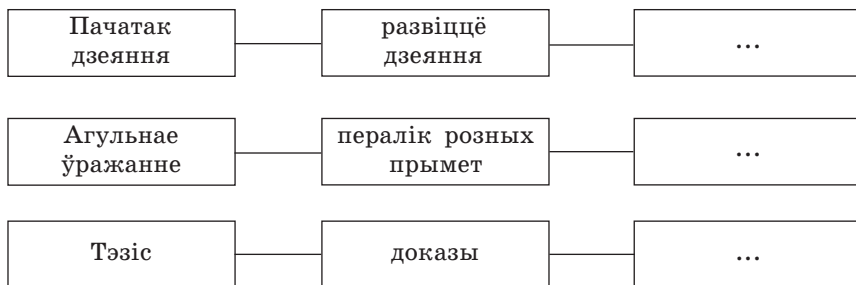 Пачатак
дзеяння
развіццё
дзеяння
...
Агульнае
ўражанне
пералік розных
прымет
...
Тэзіс
доказы
...